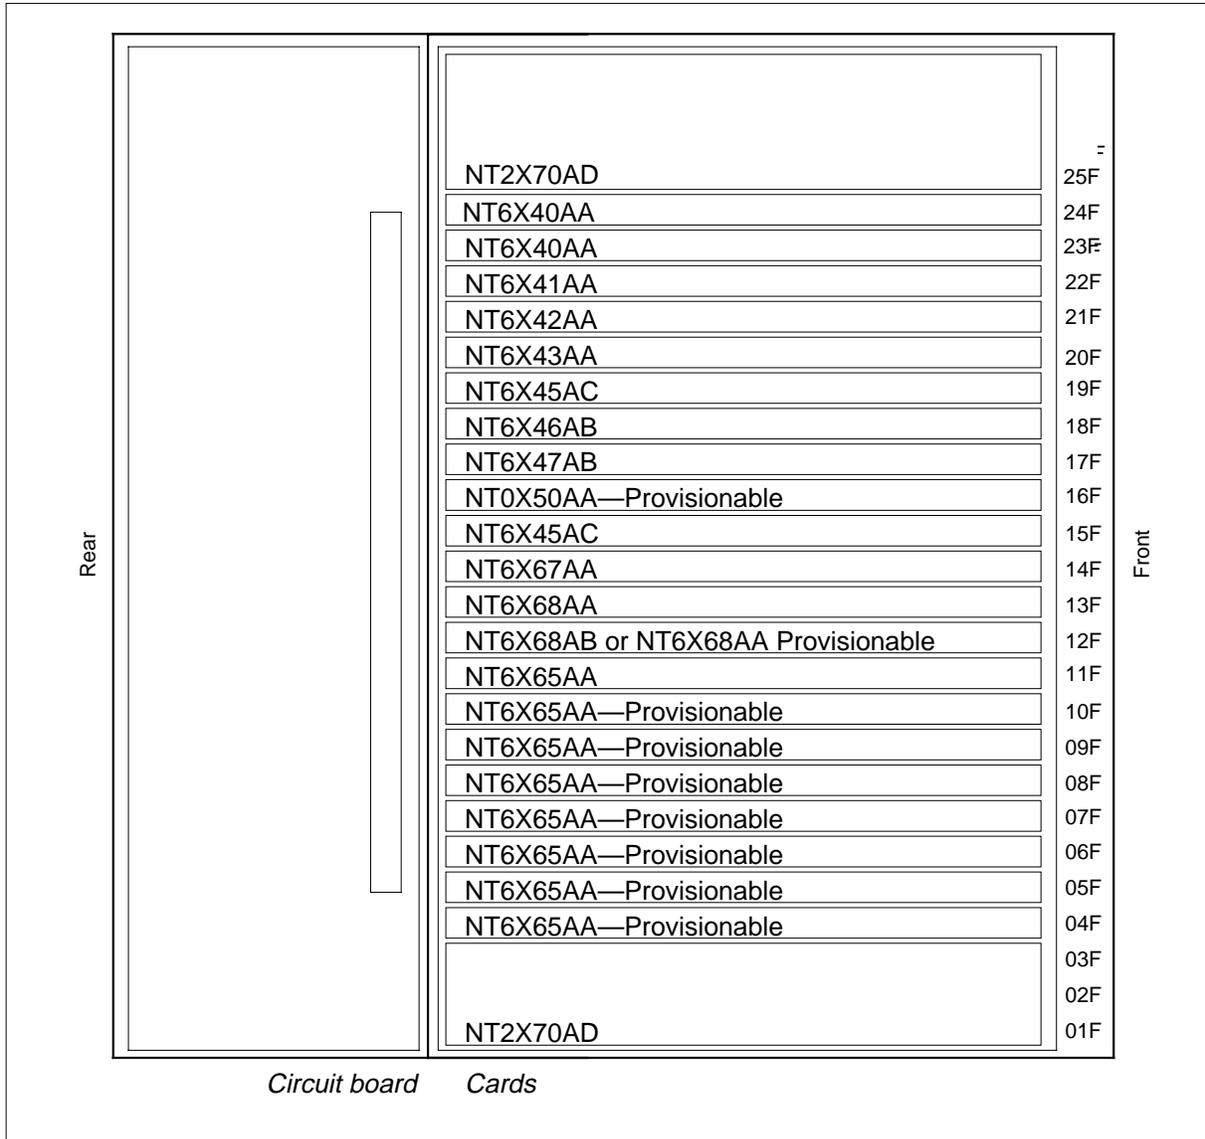 NT2X70AD 25F
NT6X40AA 24F
NT6X40AA 23F
NT6X41AA 22F
NT6X42AA 21F
NT6X43AA 20F
NT6X45AC 19F
NT6X46AB 18F
NT6X47AB 17F
NT0X50AA—Provisionable 16F
NT6X45AC 15F
Rear
NT6X67AA 14F
Front
NT6X68AA 13F
NT6X68AB or NT6X68AA Provisionable 12F
NT6X65AA 11F
NT6X65AA—Provisionable 10F
NT6X65AA—Provisionable 09F
NT6X65AA—Provisionable 08F
NT6X65AA—Provisionable 07F
NT6X65AA—Provisionable 06F
NT6X65AA—Provisionable 05F
NT6X65AA—Provisionable 04F
03F
02F
NT2X70AD 01F
Circuit board Cards